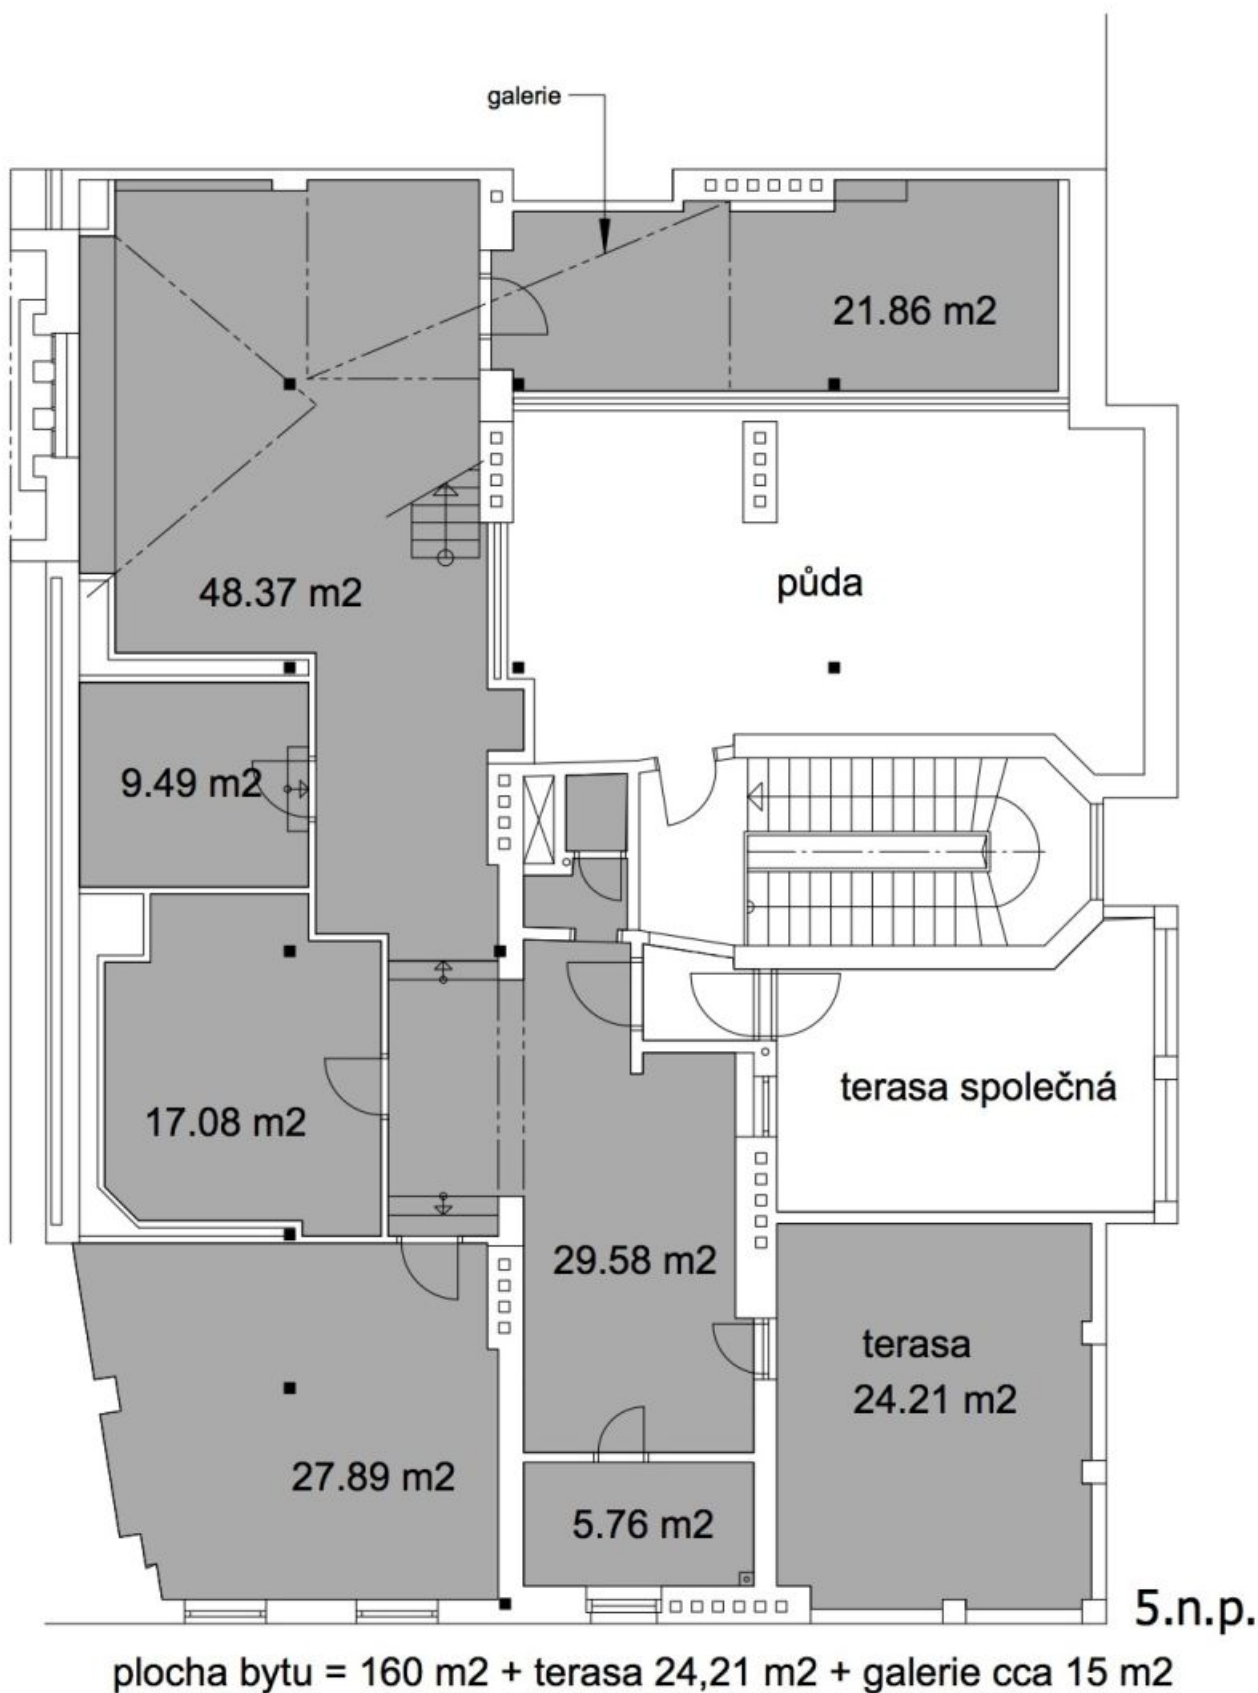 galerie
21.86 m2
48.37 m2
půda
9.49 m2
17.08 m2
terasa společná
29.58 m2
terasa
24.21 m2
27.89 m2
5.76 m2
5.n.p.
plocha bytu = 160 m2 + terasa 24,21 m2 + galerie cca 15 m2